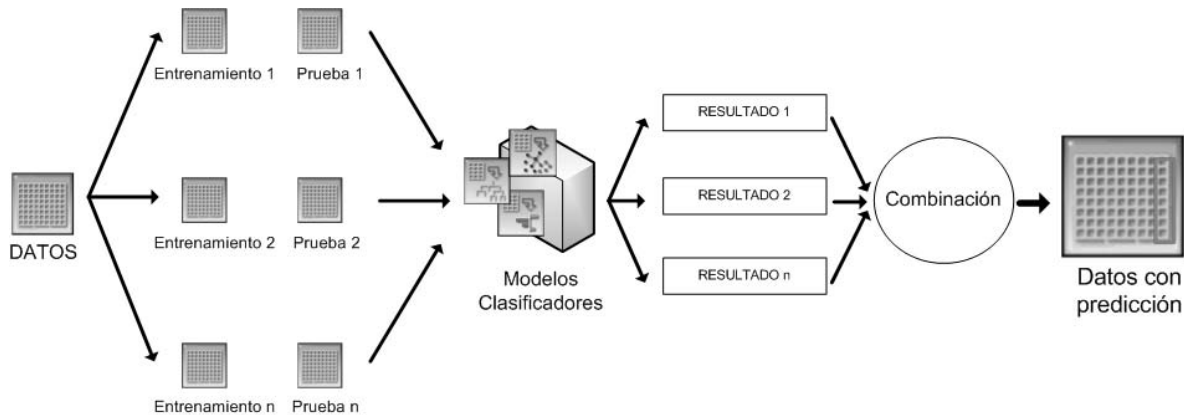 Entrenamiento 1
Prueba 1
DATOS
Entrenamiento 2
Prueba 2
Entrenamiento n
Prueba n
Modelos
Clasificadores
RESULTADO 1
RESULTADO 2
RESULTADO n
Combinación
Datos con
predicción